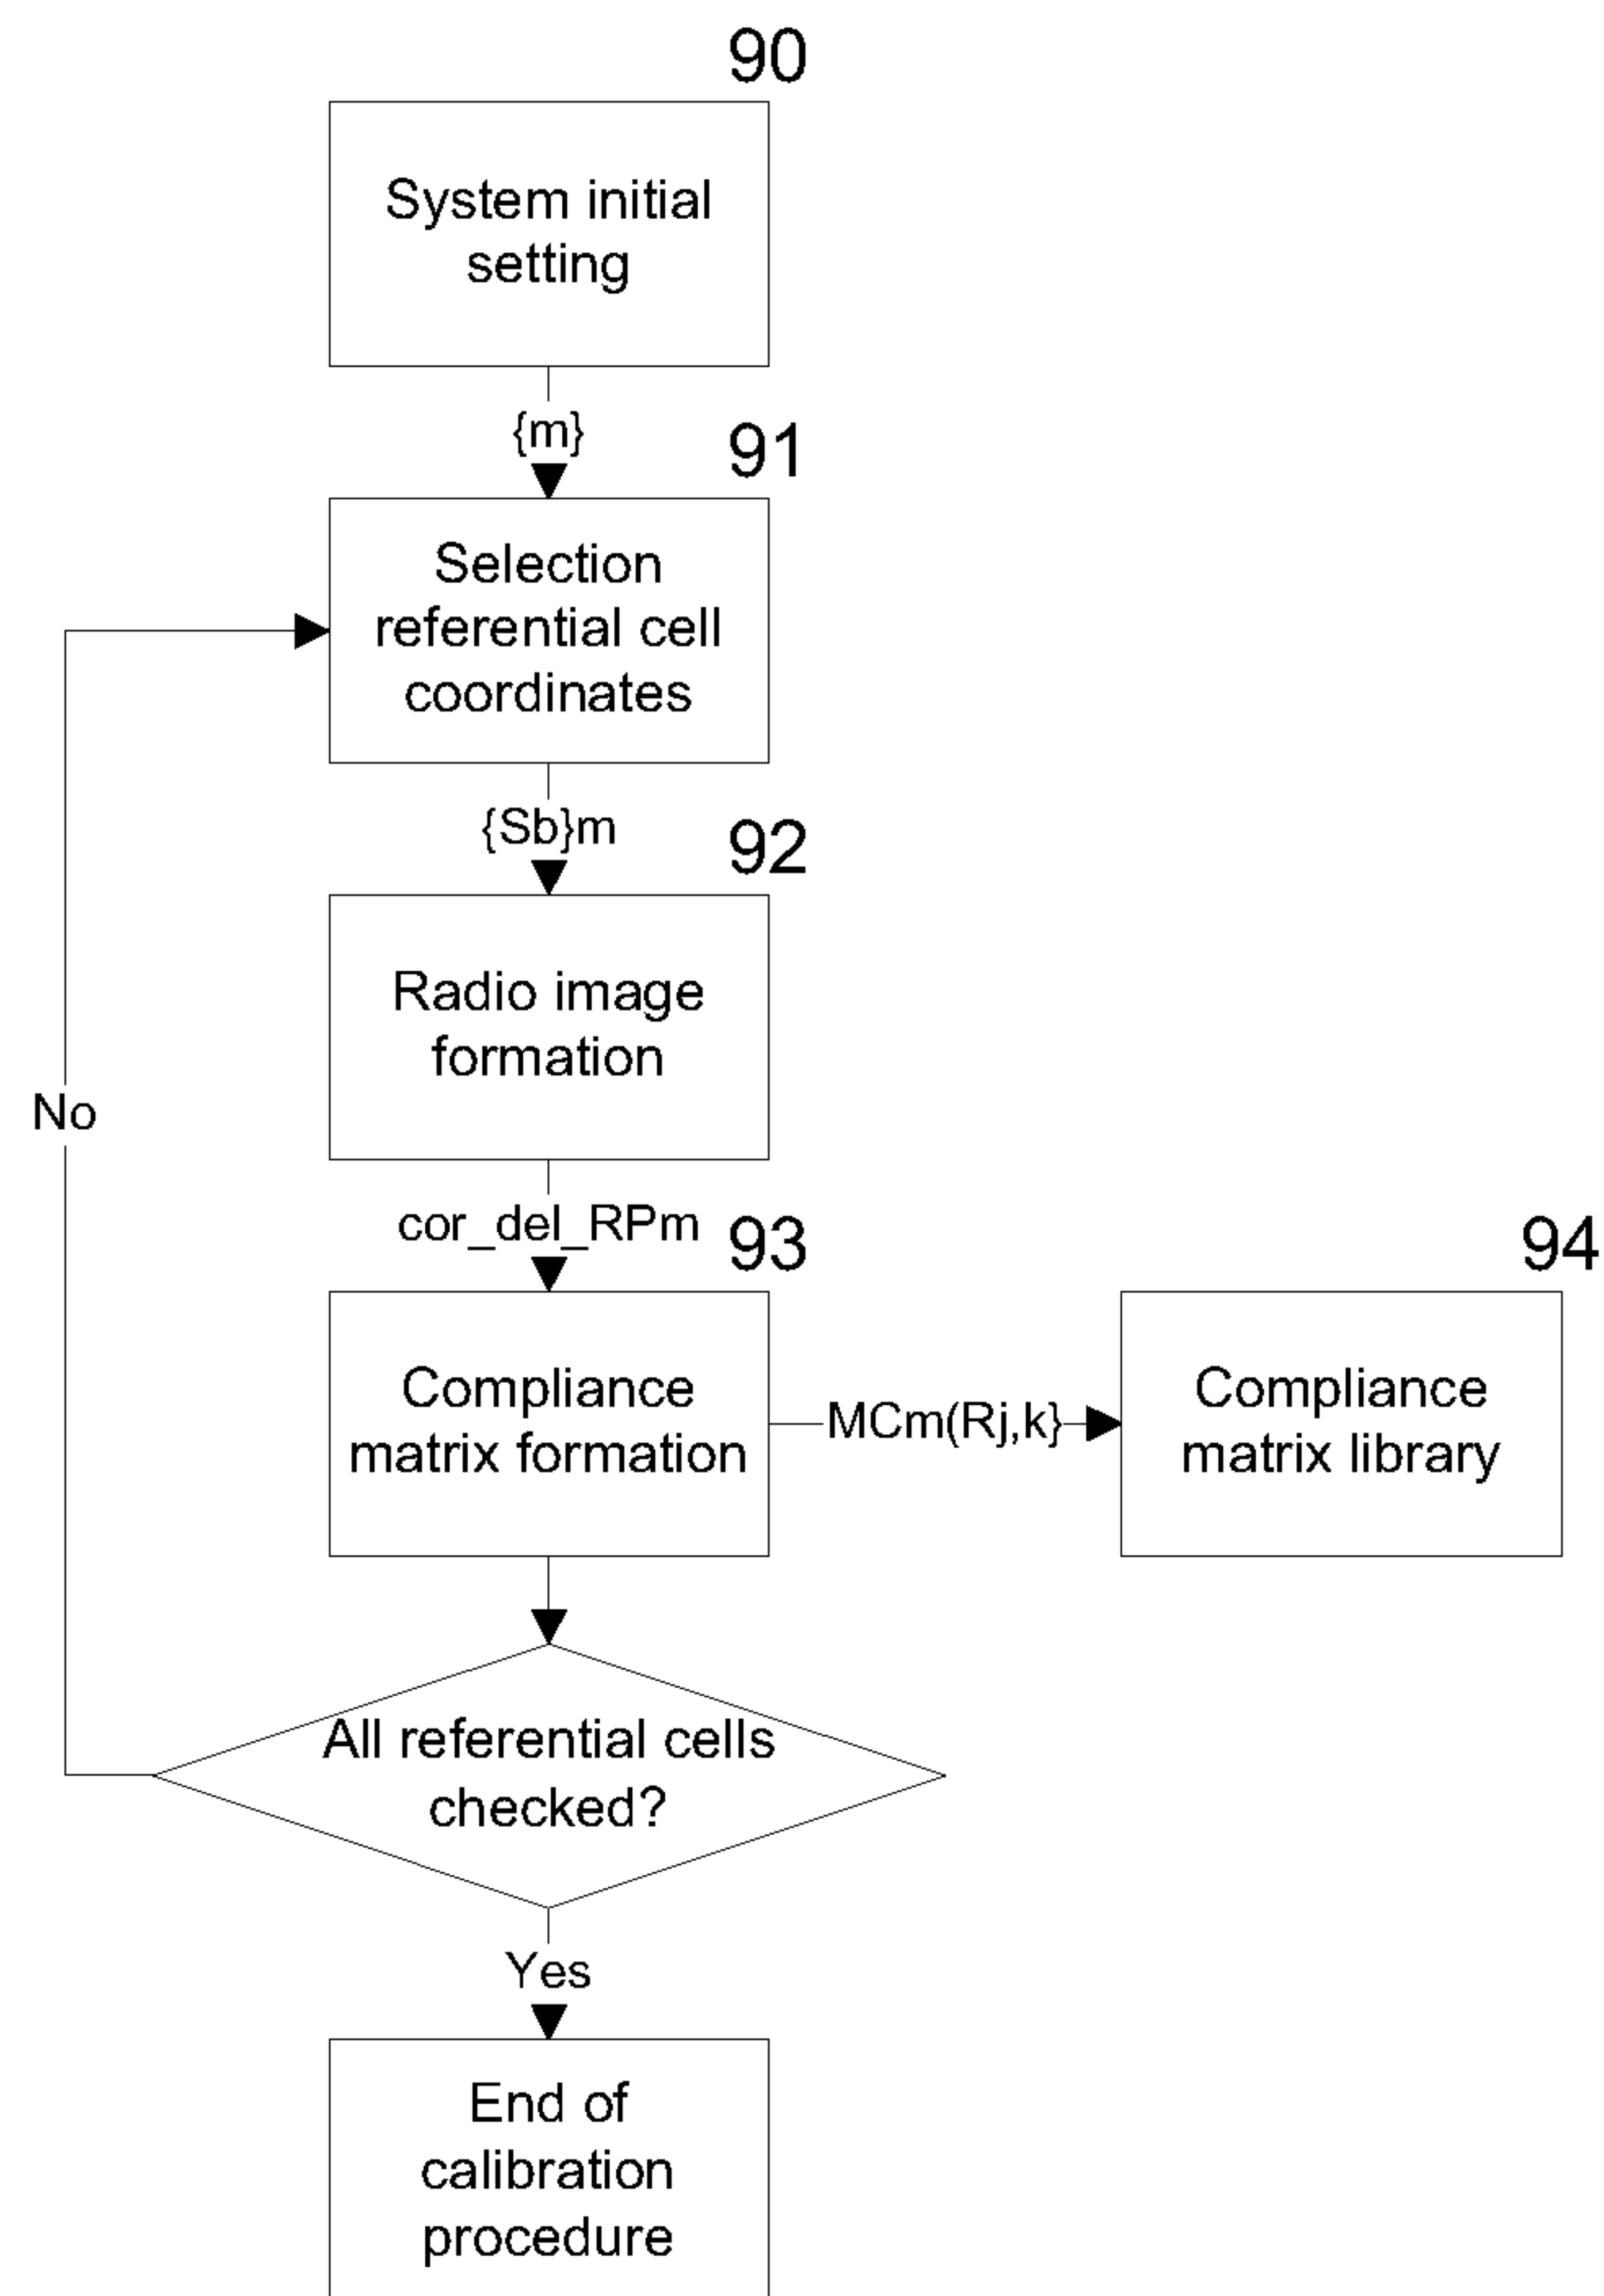 90
System initial
setting
{m}
91
Selection
referential cell
coordinates
{Sb}m
92
Radio image
formation
No
cor_del_RPm
93
94
Compliance
matrix formation
MCm(Rj,k}
Compliance
matrix library
All referential cells
checked?
Yes
End of
calibration
procedure